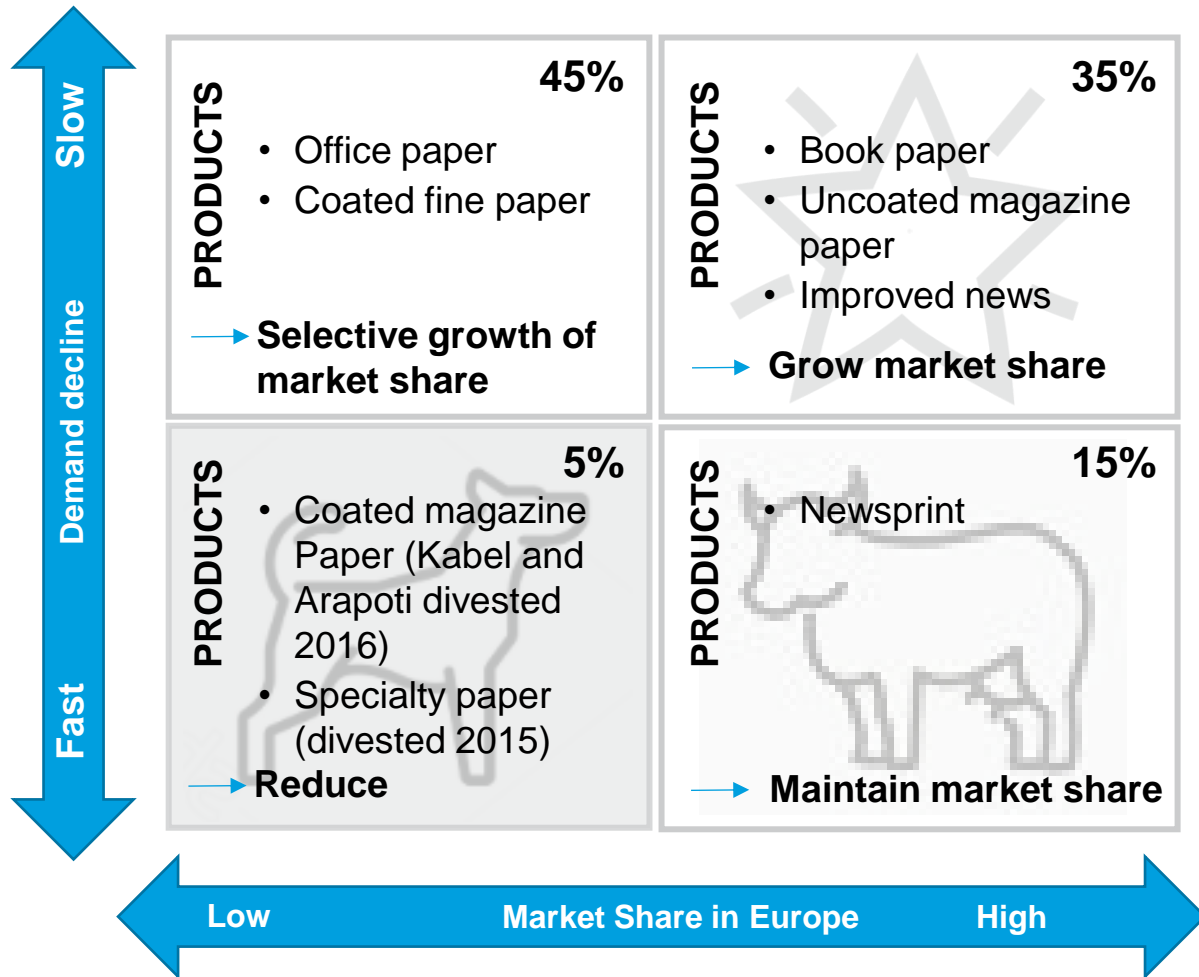 Slow
Demand decline
Fast
PRODUCTS
45%
• Office paper
• Coated fine paper
Selective growth of
market share
PRODUCTS
35%
• Book paper
• Uncoated magazine
paper
• Improved news
Grow market share
PRODUCTS
5%
• Coated magazine
Paper (Kabel and
Arapoti divested
2016)
• Specialty paper
(divested 2015)
Reduce
PRODUCTS
15%
• Newsprint
Maintain market share
Low
Market Share in Europe
High